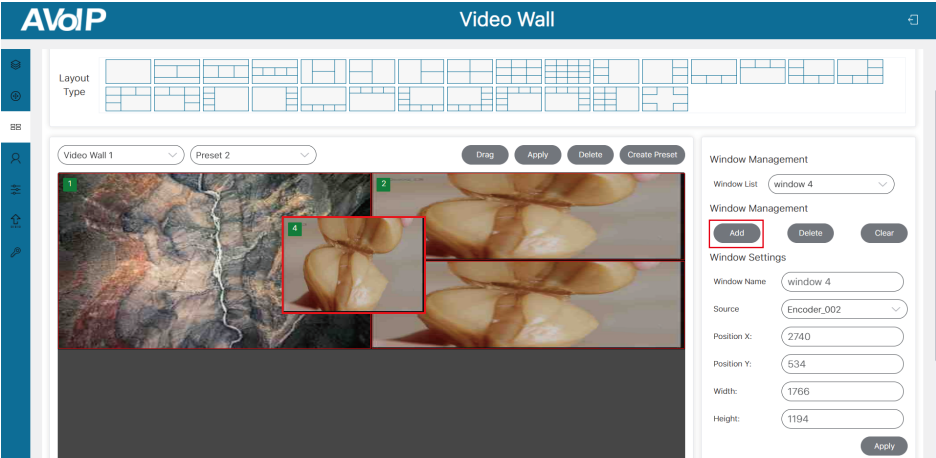 AVoIP
Video Wall
Layout
Type
Video Wall 1
Preset 2
Drag
Apply
Delete
Create Preset
1
2
4
Window Management
Window List
window 4
Window Management
Add
Delete
Clear
Window Settings
Window Name
window 4
Source
Encoder_002
Position X:
2740
Position Y:
534
Width:
1766
Height:
1194
Apply